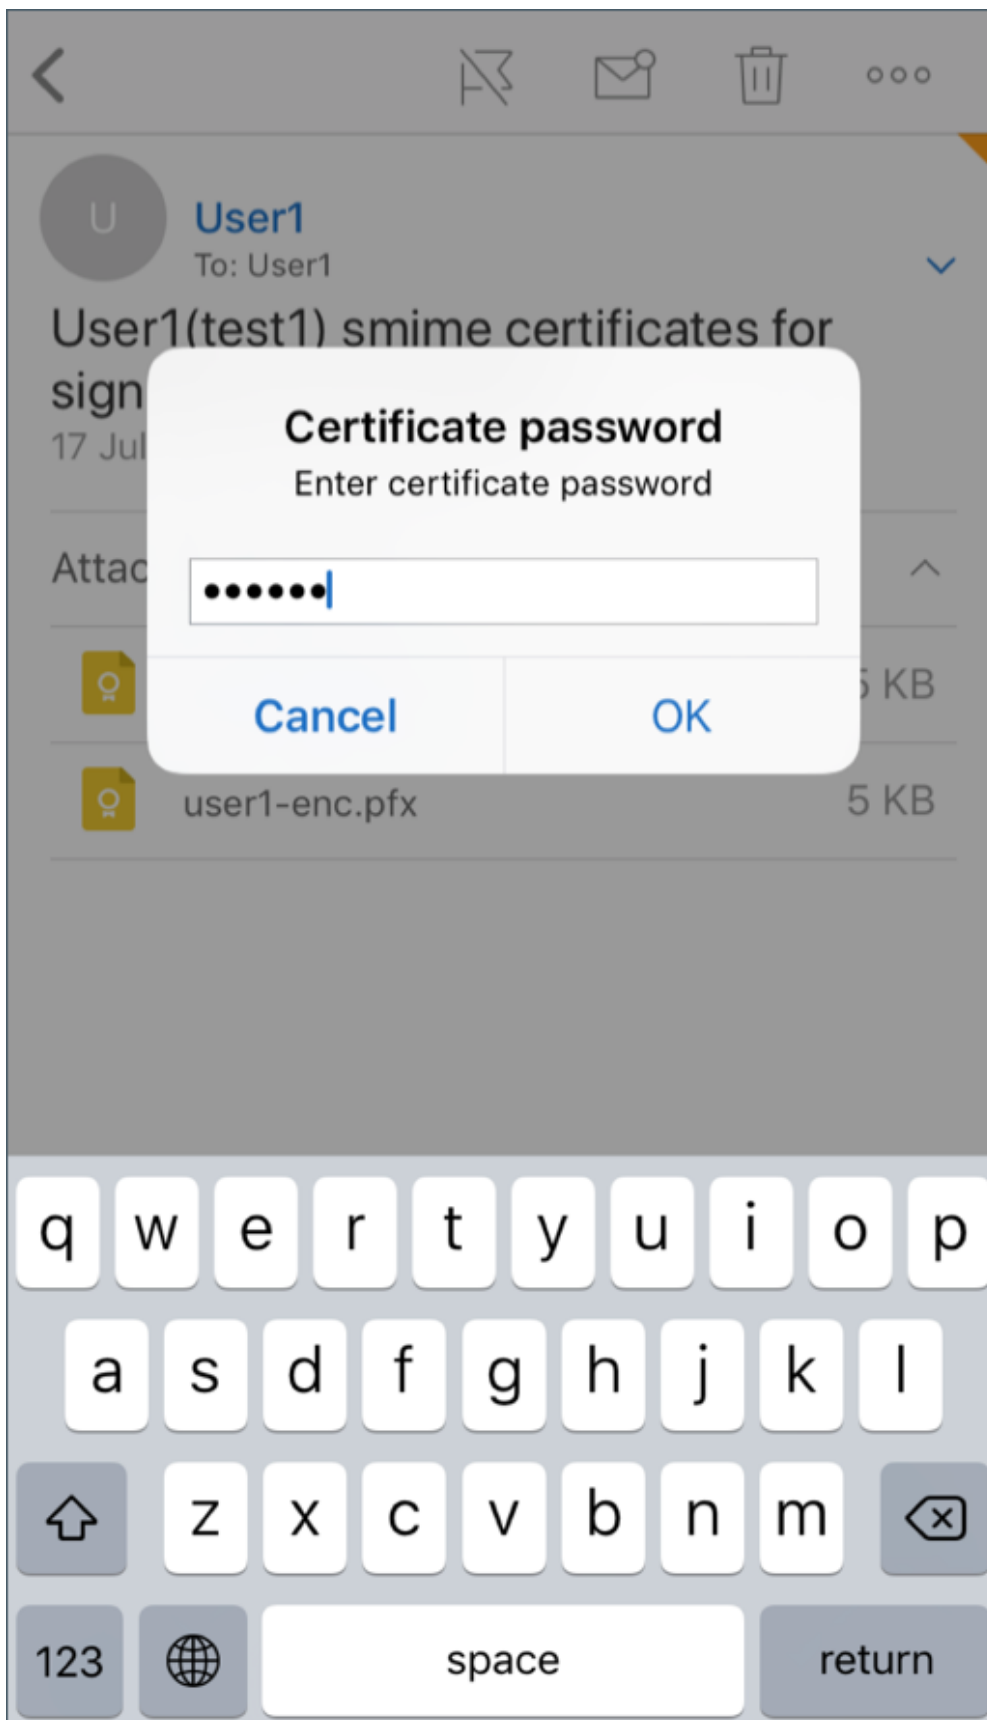 U
User1
To: User1
User1(test1) smime certificates for
sign
17 Jul
Certificate password
Enter certificate password
••••••
Cancel
OK
5 KB
user1-enc.pfx
5 KB
q w e r t y u i o p
a s d f g h j k l
z x c v b n m
123
space
return